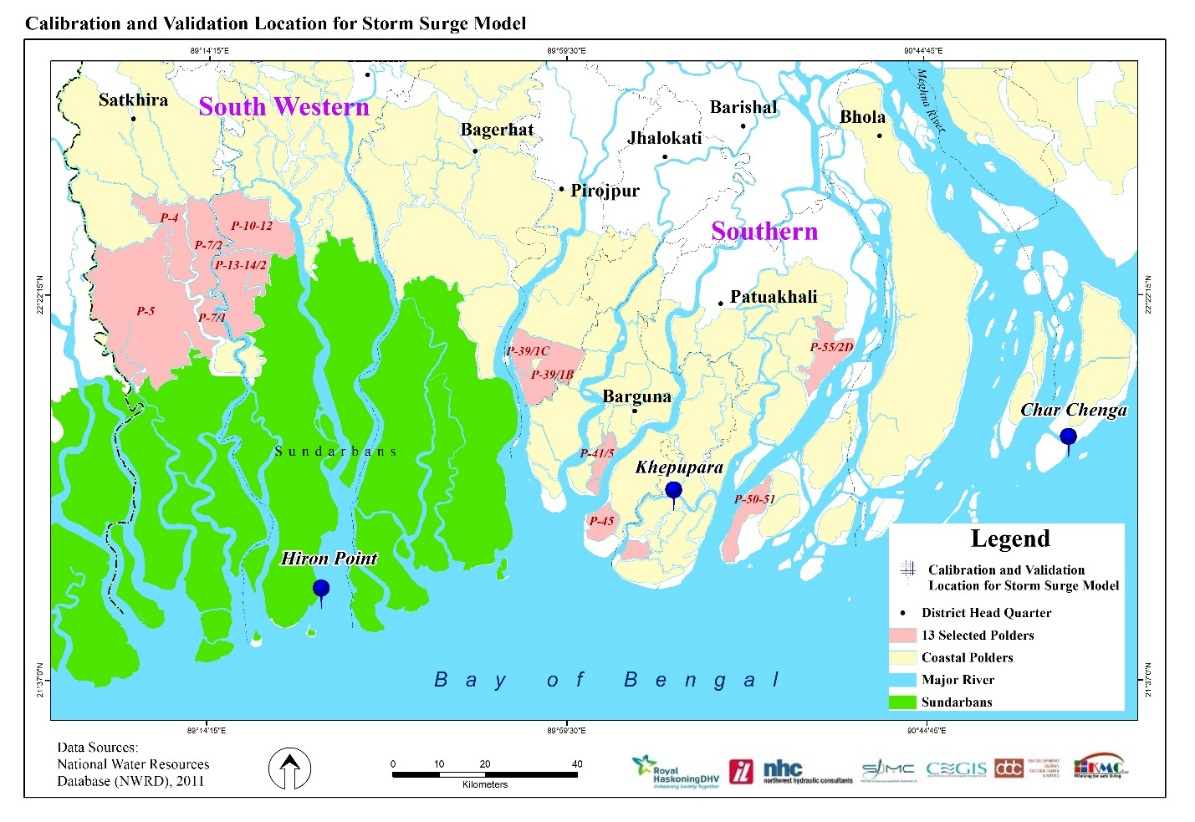 Calibration and Validation Location for Storm Surge Model
89°14'15"E
89°59'30"E
90°44'45"E
Satkhira
South Western
Bagerhat
Barishal
Jhalokati
Bhola
Meghna River
Pirojpur
Southern
P-4
P-10-12
P-7/2
P-13-14/2
P-5
P-7/1
22°22'15"N
22°22'15"N
Patuakhali
P-39/1C
P-39/1B
P-55/2D
Barguna
Char Chenga
Sundarbans
P-41/5
Khepupara
P-50-51
P-45
Hiron Point
Legend
Calibration and Validation
Location for Storm Surge Model
District Head Quarter
13 Selected Polders
Coastal Polders
Major River
Sundarbans
Bay of Bengal
21°37'0"N
21°37'0"N
89°14'15"E
89°59'30"E
90°44'45"E
Data Sources:
National Water Resources
Database (NWRD), 2011
0 10 20 40
Kilometers
Royal
HaskoningDHV
Enhancing Society Together
nhc
northwest hydraulic consultants
CEGIS
KMC